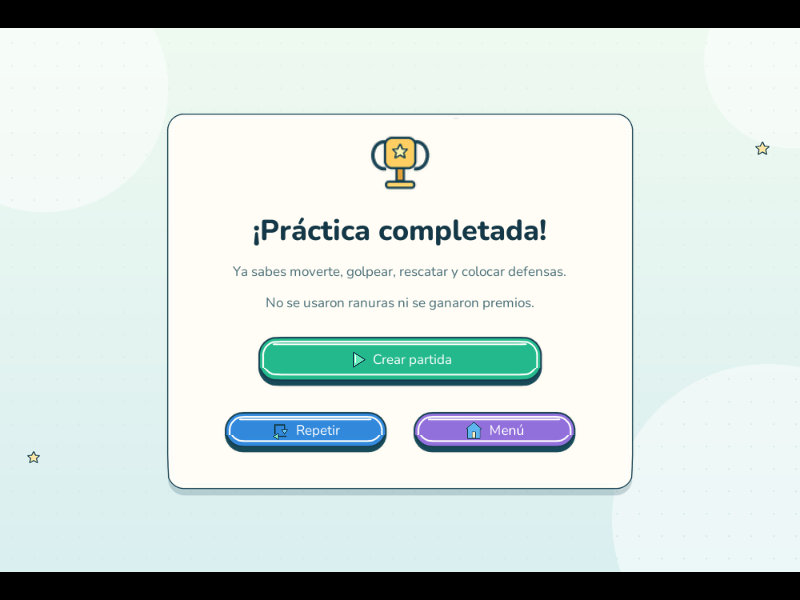 ¡Práctica completada!
Ya sabes moverte, golpear, rescatar y colocar defensas.
No se usaron ranuras ni se ganaron premios.
Crear partida
Repetir
Menú